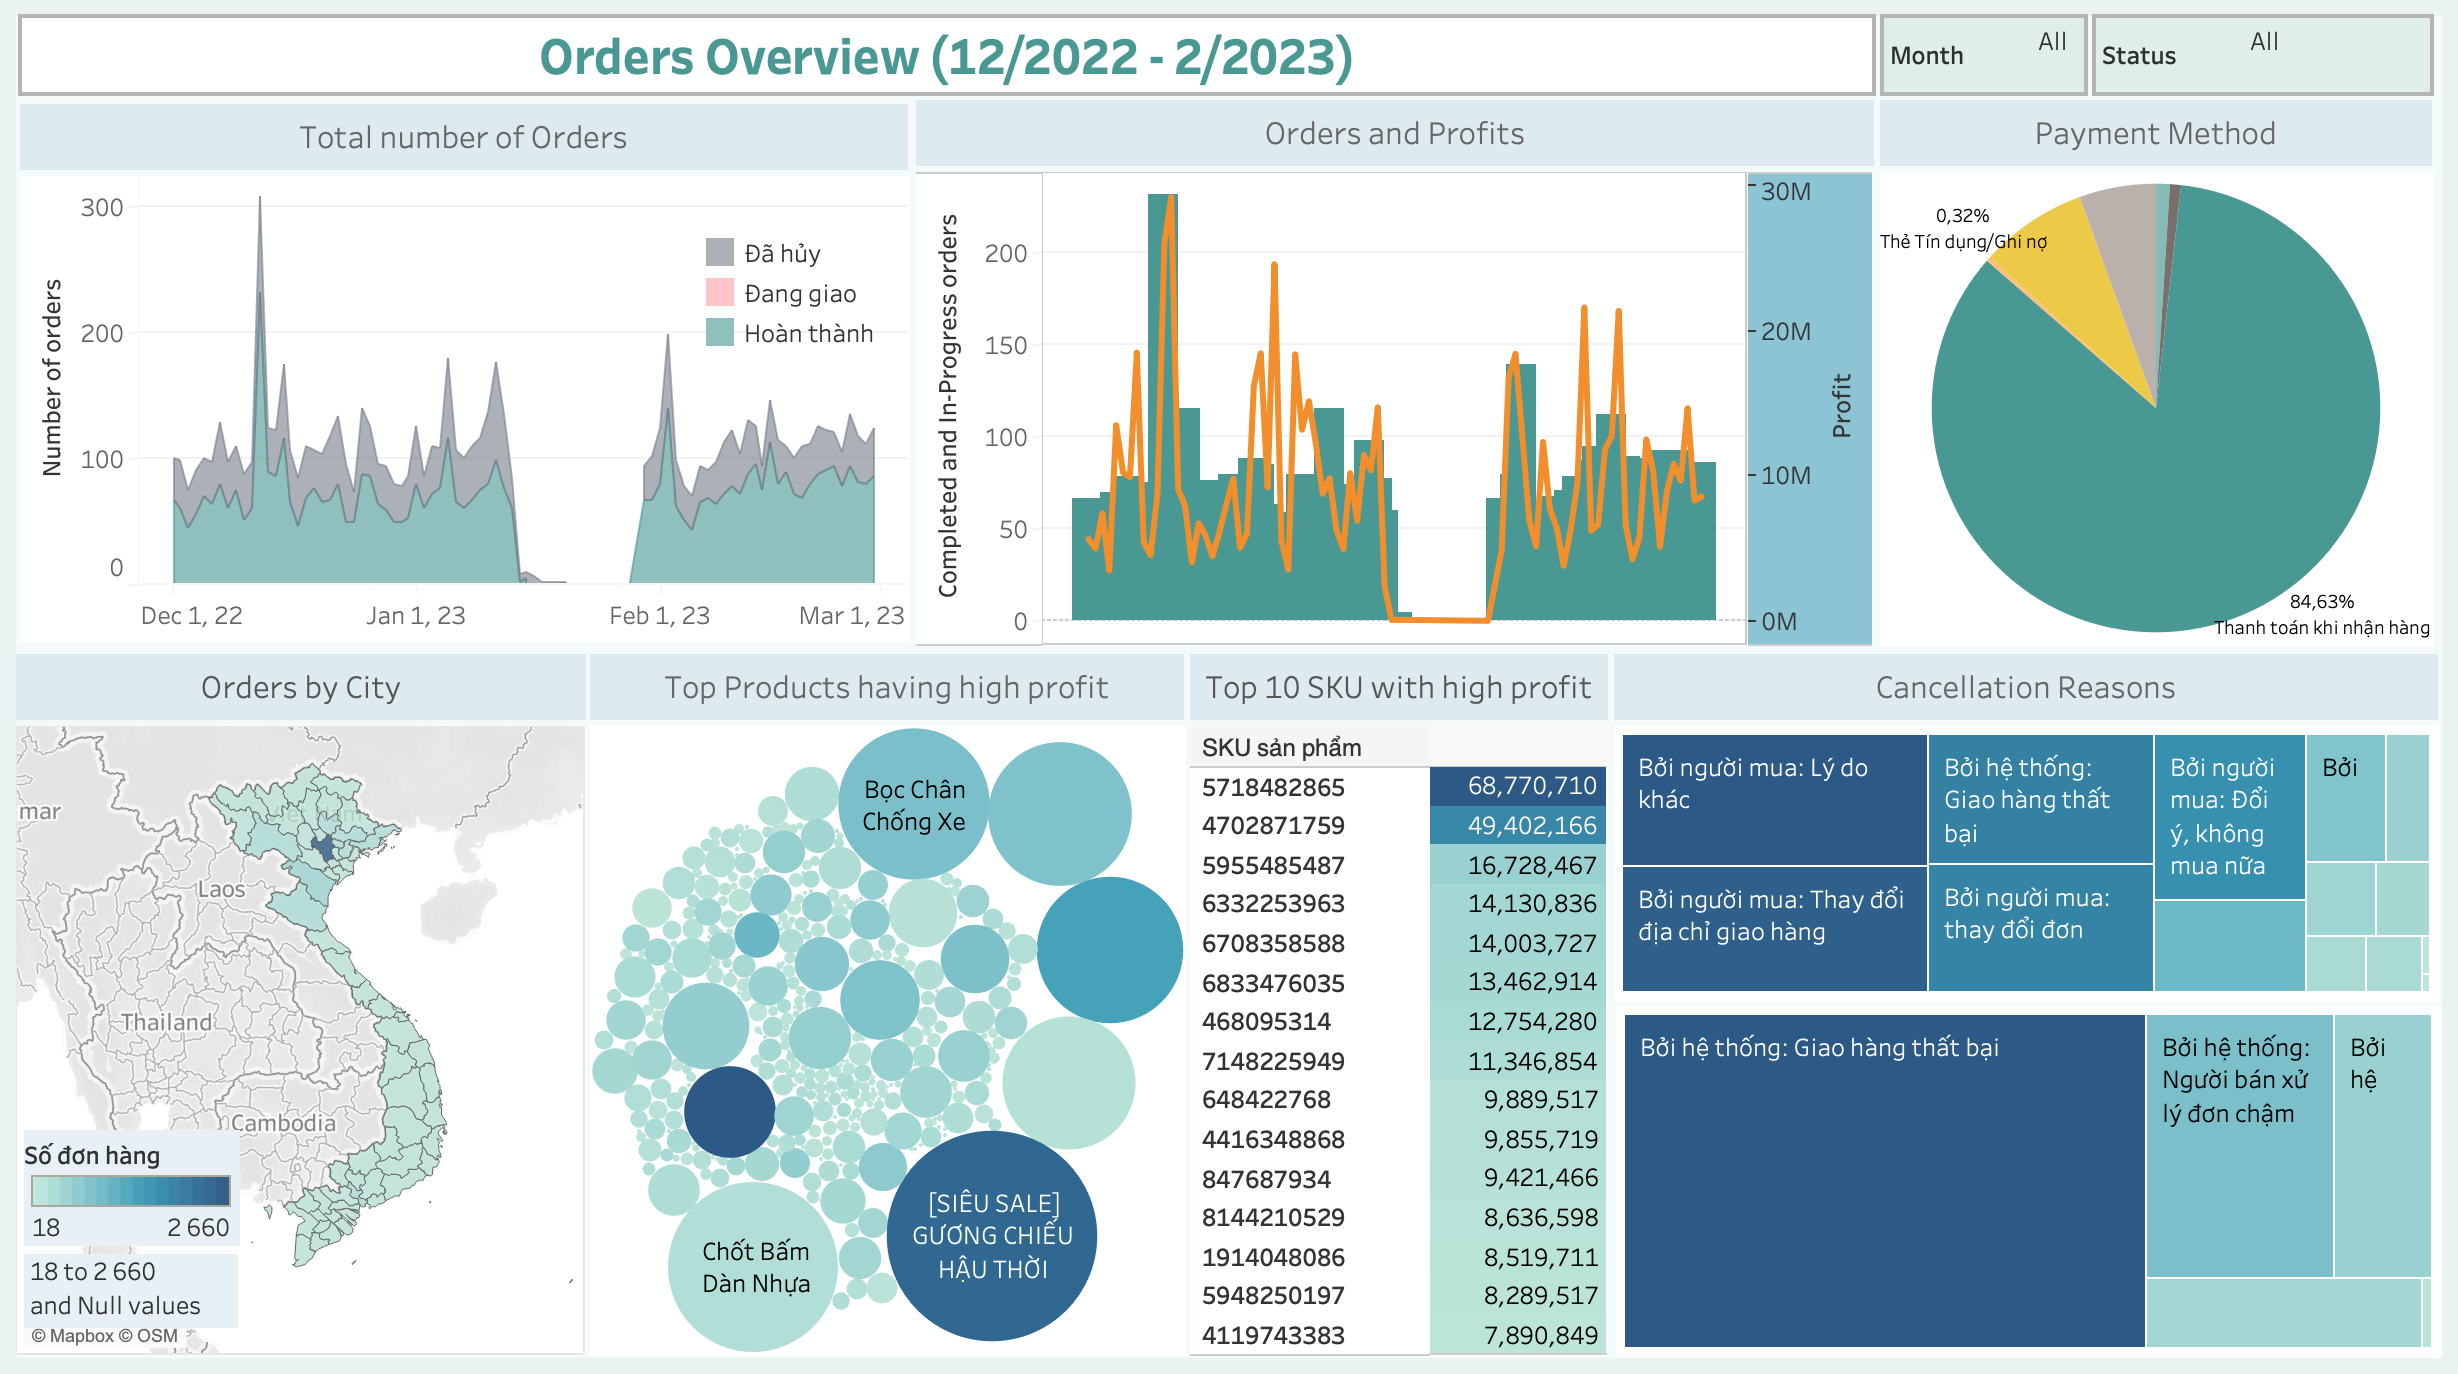 Orders Overview (12/2022 - 2/2023)
Month All
Status All
Total number of Orders
Number of orders
300
200
100
0
Đã hủy
Đang giao
Hoàn thành
Dec 1, 22
Jan 1, 23
Feb 1, 23
Mar 1, 23
Orders and Profits
Completed and In-Progress orders
200
150
100
50
0
30M
20M
10M
0M
Profit
Payment Method
0,32%
Thẻ Tín dụng/Ghi nợ
84,63%
Thanh toán khi nhận hàng
Orders by City
mar
Vietnam
Laos
Thailand
Cambodia
Số đơn hàng
18 2 660
18 to 2 660
and Null values
© Mapbox © OSM
Top Products having high profit
Bọc Chân
Chống Xe
[SIÊU SALE]
GƯƠNG CHIẾU
HẬU THỜI
Chốt Bấm
Dàn Nhựa
Top 10 SKU with high profit
SKU sản phẩm
5718482865 68,770,710
4702871759 49,402,166
5955485487 16,728,467
6332253963 14,130,836
6708358588 14,003,727
6833476035 13,462,914
468095314 12,754,280
7148225949 11,346,854
648422768 9,889,517
4416348868 9,855,719
847687934 9,421,466
8144210529 8,636,598
1914048086 8,519,711
5948250197 8,289,517
4119743383 7,890,849
Cancellation Reasons
Bởi người mua: Lý do
khác
Bởi người mua: Thay đổi
địa chỉ giao hàng
Bởi hệ thống:
Giao hàng thất
bại
Bởi người mua:
thay đổi đơn
Bởi người
mua: Đổi
ý, không
mua nữa
Bởi
Bởi hệ thống: Giao hàng thất bại
Bởi hệ thống:
Người bán xử
lý đơn chậm
Bởi
hệ